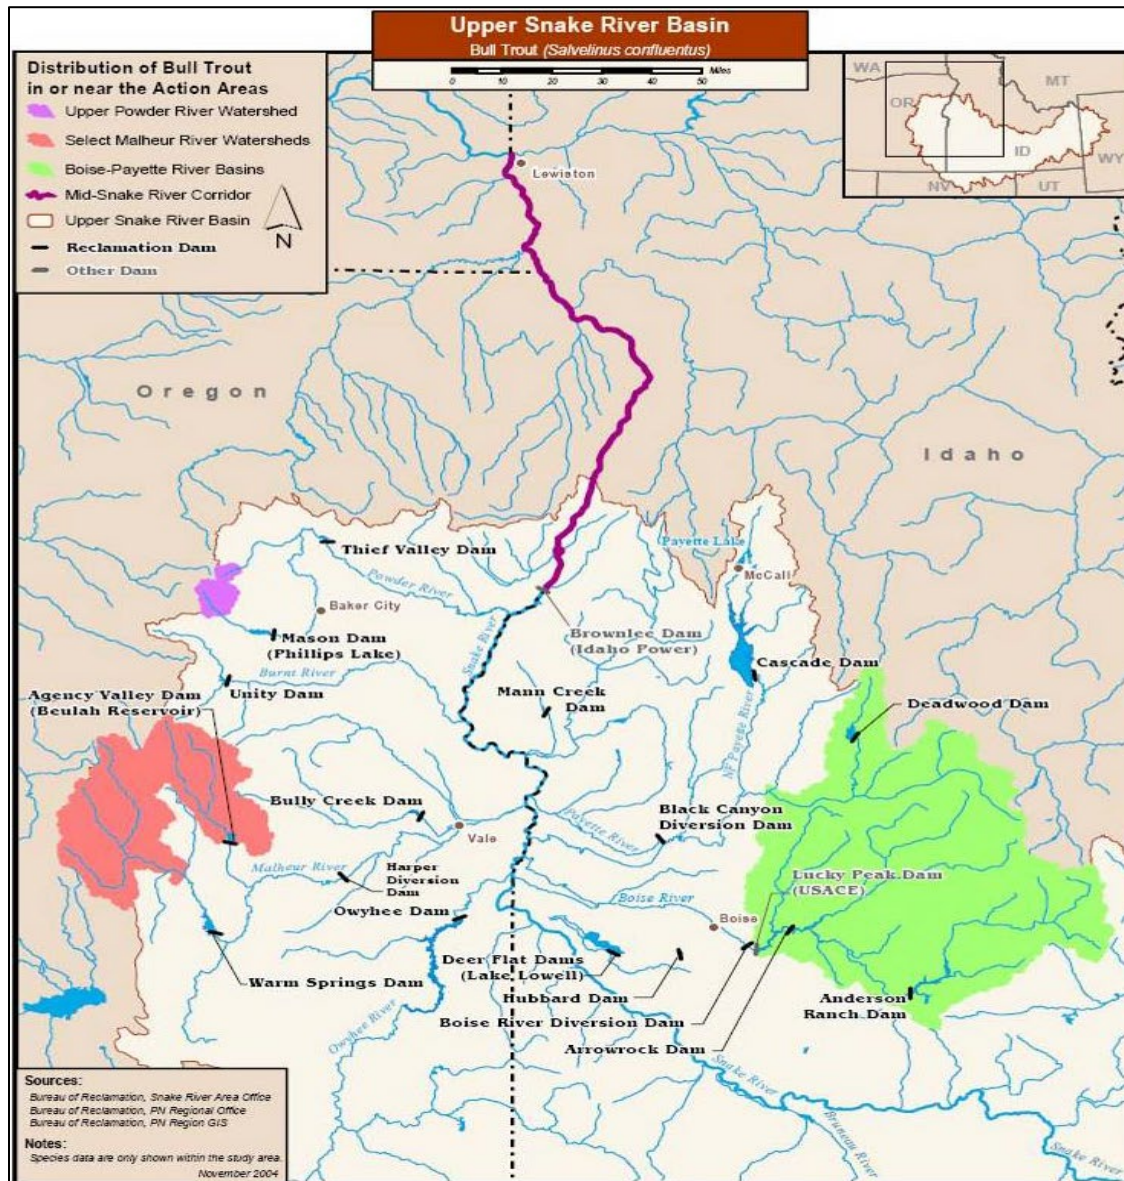 Upper Snake River Basin
Bull Trout (Salvelinus confluentus)
0 10 20 30 40 50 Miles
Distribution of Bull Trout
in or near the Action Areas
Upper Powder River Watershed
Select Malheur River Watersheds
Boise-Payette River Basins
Mid-Snake River Corridor
Upper Snake River Basin
Reclamation Dam
Other Dam
N
WA
MT
OR
ID
WY
NV
UT
Lewiston
Oregon
Idaho
Thief Valley Dam
Payette Lake
McCall
Powder River
Baker City
Snake River
Mason Dam
(Phillips Lake)
Brownlee Dam
(Idaho Power)
Cascade Dam
Burnt River
Unity Dam
Agency Valley Dam
(Beulah Reservoir)
Mann Creek
Dam
NF Payette River
Deadwood Dam
Bully Creek Dam
Vale
Black Canyon
Diversion Dam
Payette River
Malheur River
Harper
Diversion
Dam
Lucky Peak Dam
(USACE)
Boise River
Boise
Owyhee Dam
Deer Flat Dams
(Lake Lowell)
Warm Springs Dam
Hubbard Dam
Anderson
Ranch Dam
Boise River Diversion Dam
Owyhee River
Arrowrock Dam
Snake River
Bruneau River
Snake River
Sources:
Bureau of Reclamation, Snake River Area Office
Bureau of Reclamation, PN Regional Office
Bureau of Reclamation, PN Region GIS
Notes:
Species data are only shown within the study area.
November 2004